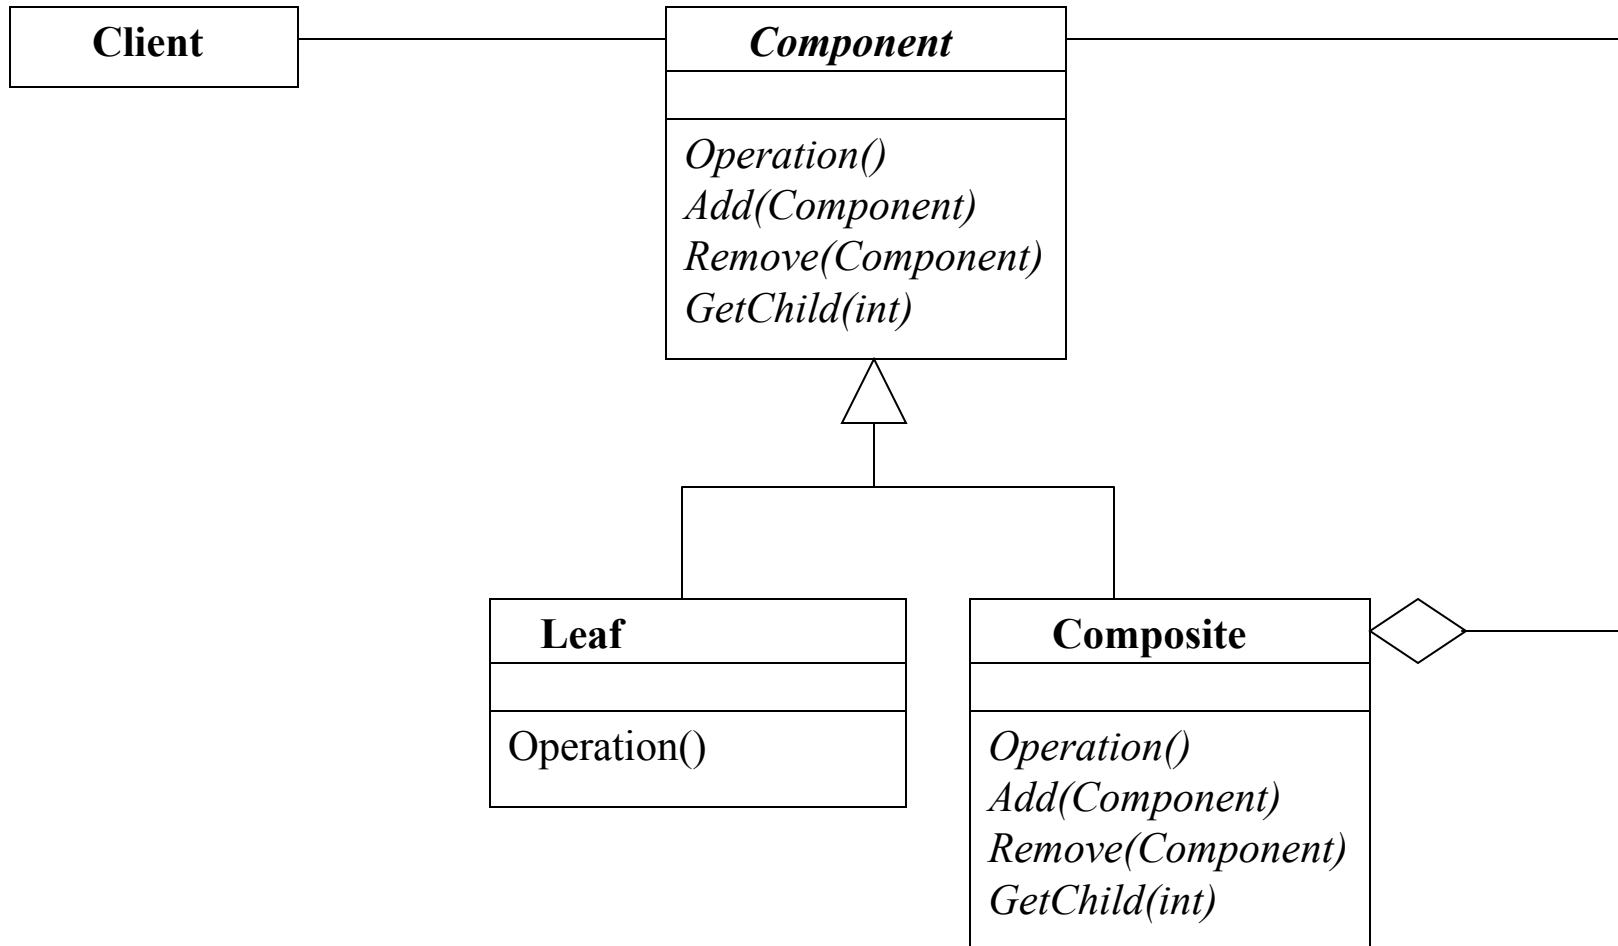 Client
Component
Operation()
Add(Component)
Remove(Component)
GetChild(int)
Leaf
Operation()
Composite
Operation()
Add(Component)
Remove(Component)
GetChild(int)